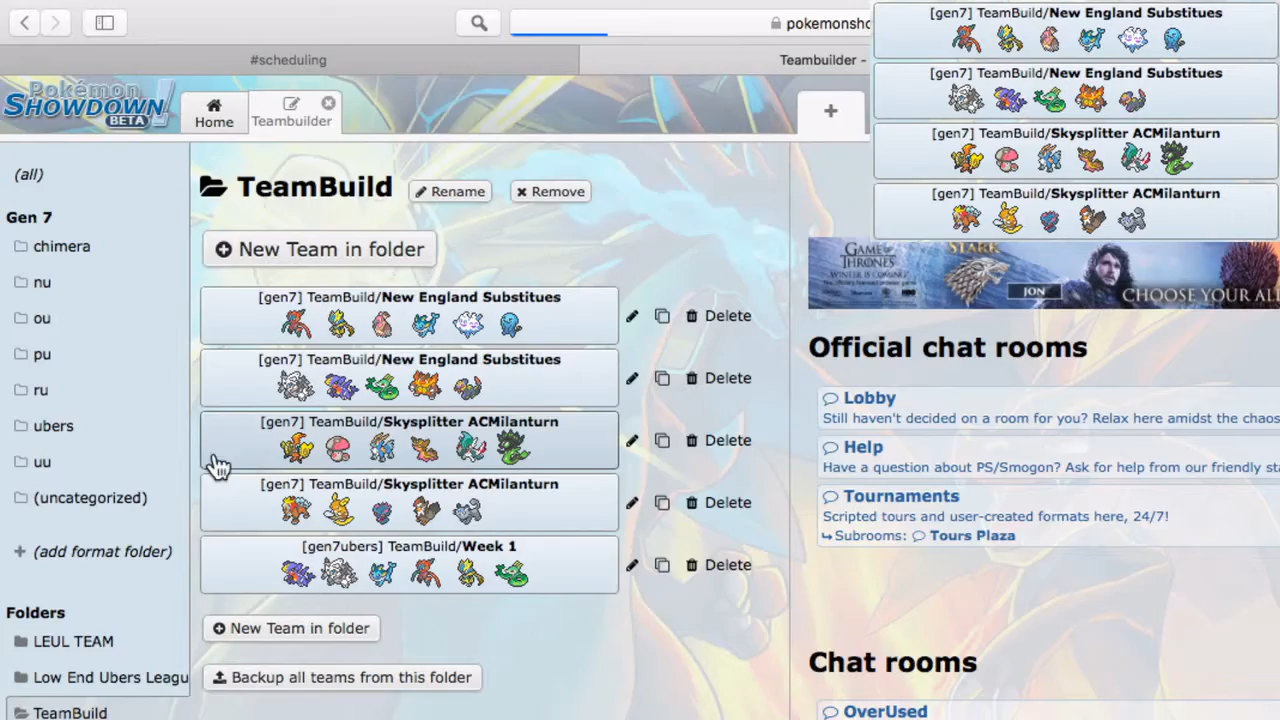 pokemonsho
#scheduling
Teambuilder -
Pokémon
SHOWDOWN!
BETA
Home
Teambuilder
+
(all)
Gen 7
chimera
nu
ou
pu
ru
ubers
uu
(uncategorized)
+ (add format folder)
Folders
LEUL TEAM
Low End Ubers Leagu
TeamBuild
TeamBuild
Rename
Remove
New Team in folder
[gen7] TeamBuild/New England Substitues
Delete
[gen7] TeamBuild/New England Substitues
Delete
[gen7] TeamBuild/Skysplitter ACMilanturn
Delete
[gen7] TeamBuild/Skysplitter ACMilanturn
Delete
[gen7ubers] TeamBuild/Week 1
Delete
New Team in folder
Backup all teams from this folder
[gen7] TeamBuild/New England Substitues
[gen7] TeamBuild/New England Substitues
[gen7] TeamBuild/Skysplitter ACMilanturn
[gen7] TeamBuild/Skysplitter ACMilanturn
GAME OF
THRONES
WINTER IS COMING
STARK
JON
CHOOSE YOUR AL
Official chat rooms
Lobby
Still haven't decided on a room for you? Relax here amidst the chaos
Help
Have a question about PS/Smogon? Ask for help from our friendly sta
Tournaments
Scripted tours and user-created formats here, 24/7!
Subrooms: Tours Plaza
Chat rooms
OverUsed